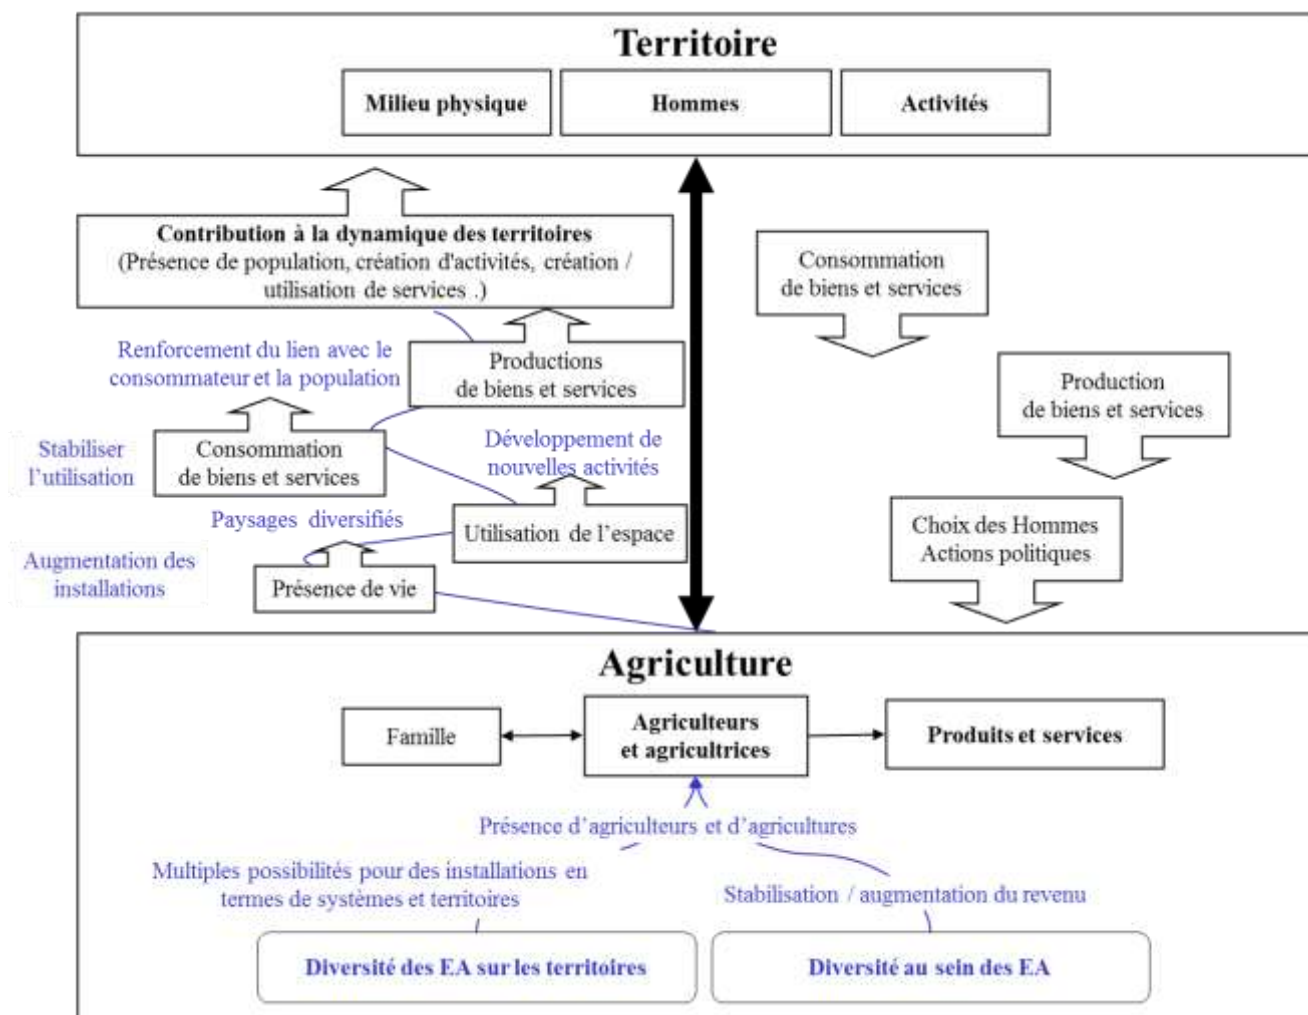 Territoire
Milieu physique
Hommes
Activités
Contribution à la dynamique des territoires
(Présence de population, création d'activités, création /
utilisation de services .)
Consommation
de biens et services
Renforcement du lien avec le
consommateur et la population
Productions
de biens et services
Production
de biens et services
Stabiliser
l’utilisation
Consommation
de biens et services
Développement de
nouvelles activités
Paysages diversifiés
Utilisation de l’espace
Choix des Hommes
Actions politiques
Augmentation des
installations
Présence de vie
Agriculture
Famille
Agriculteurs
et agricultrices
Produits et services
Présence d’agriculteurs et d’agricultures
Multiples possibilités pour des installations en
termes de systèmes et territoires
Stabilisation / augmentation du revenu
Diversité des EA sur les territoires
Diversité au sein des EA